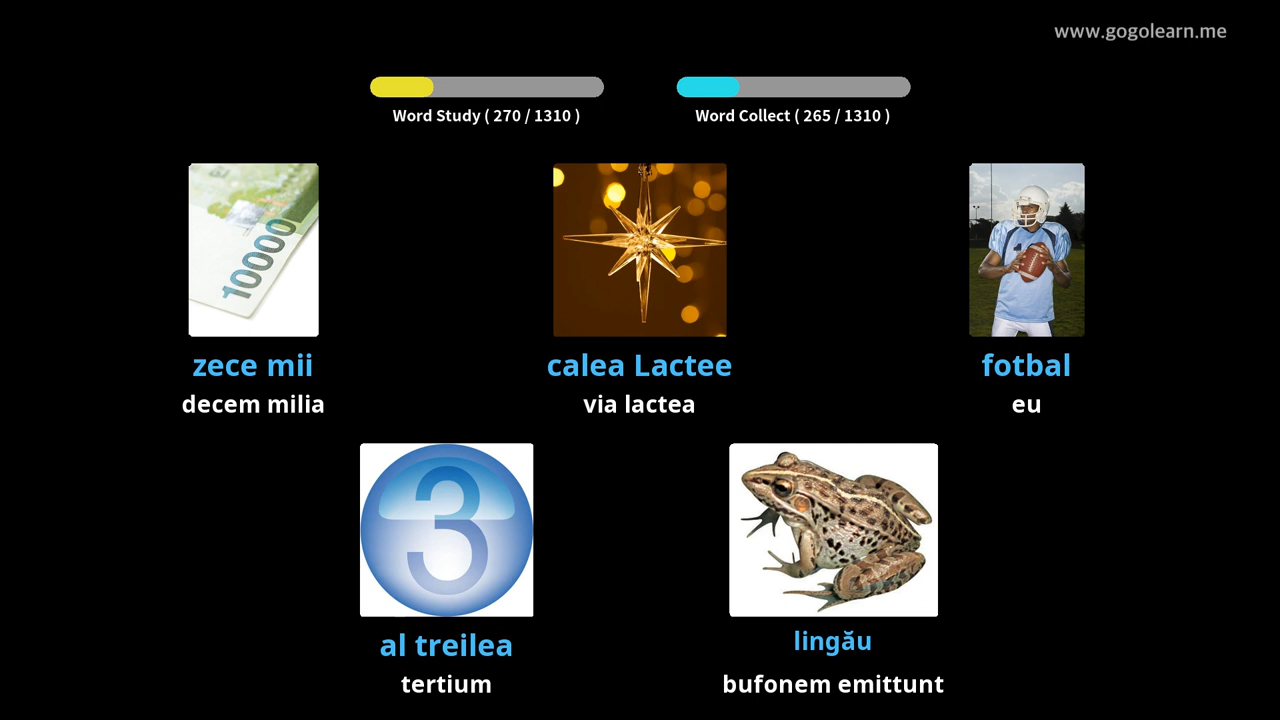 www.gogolearn.me
Word Study ( 270 / 1310 )
Word Collect ( 265 / 1310 )
10000
zece mii
decem milia
calea Lactee
via lactea
fotbal
eu
3
al treilea
tertium
lingău
bufonem emittunt